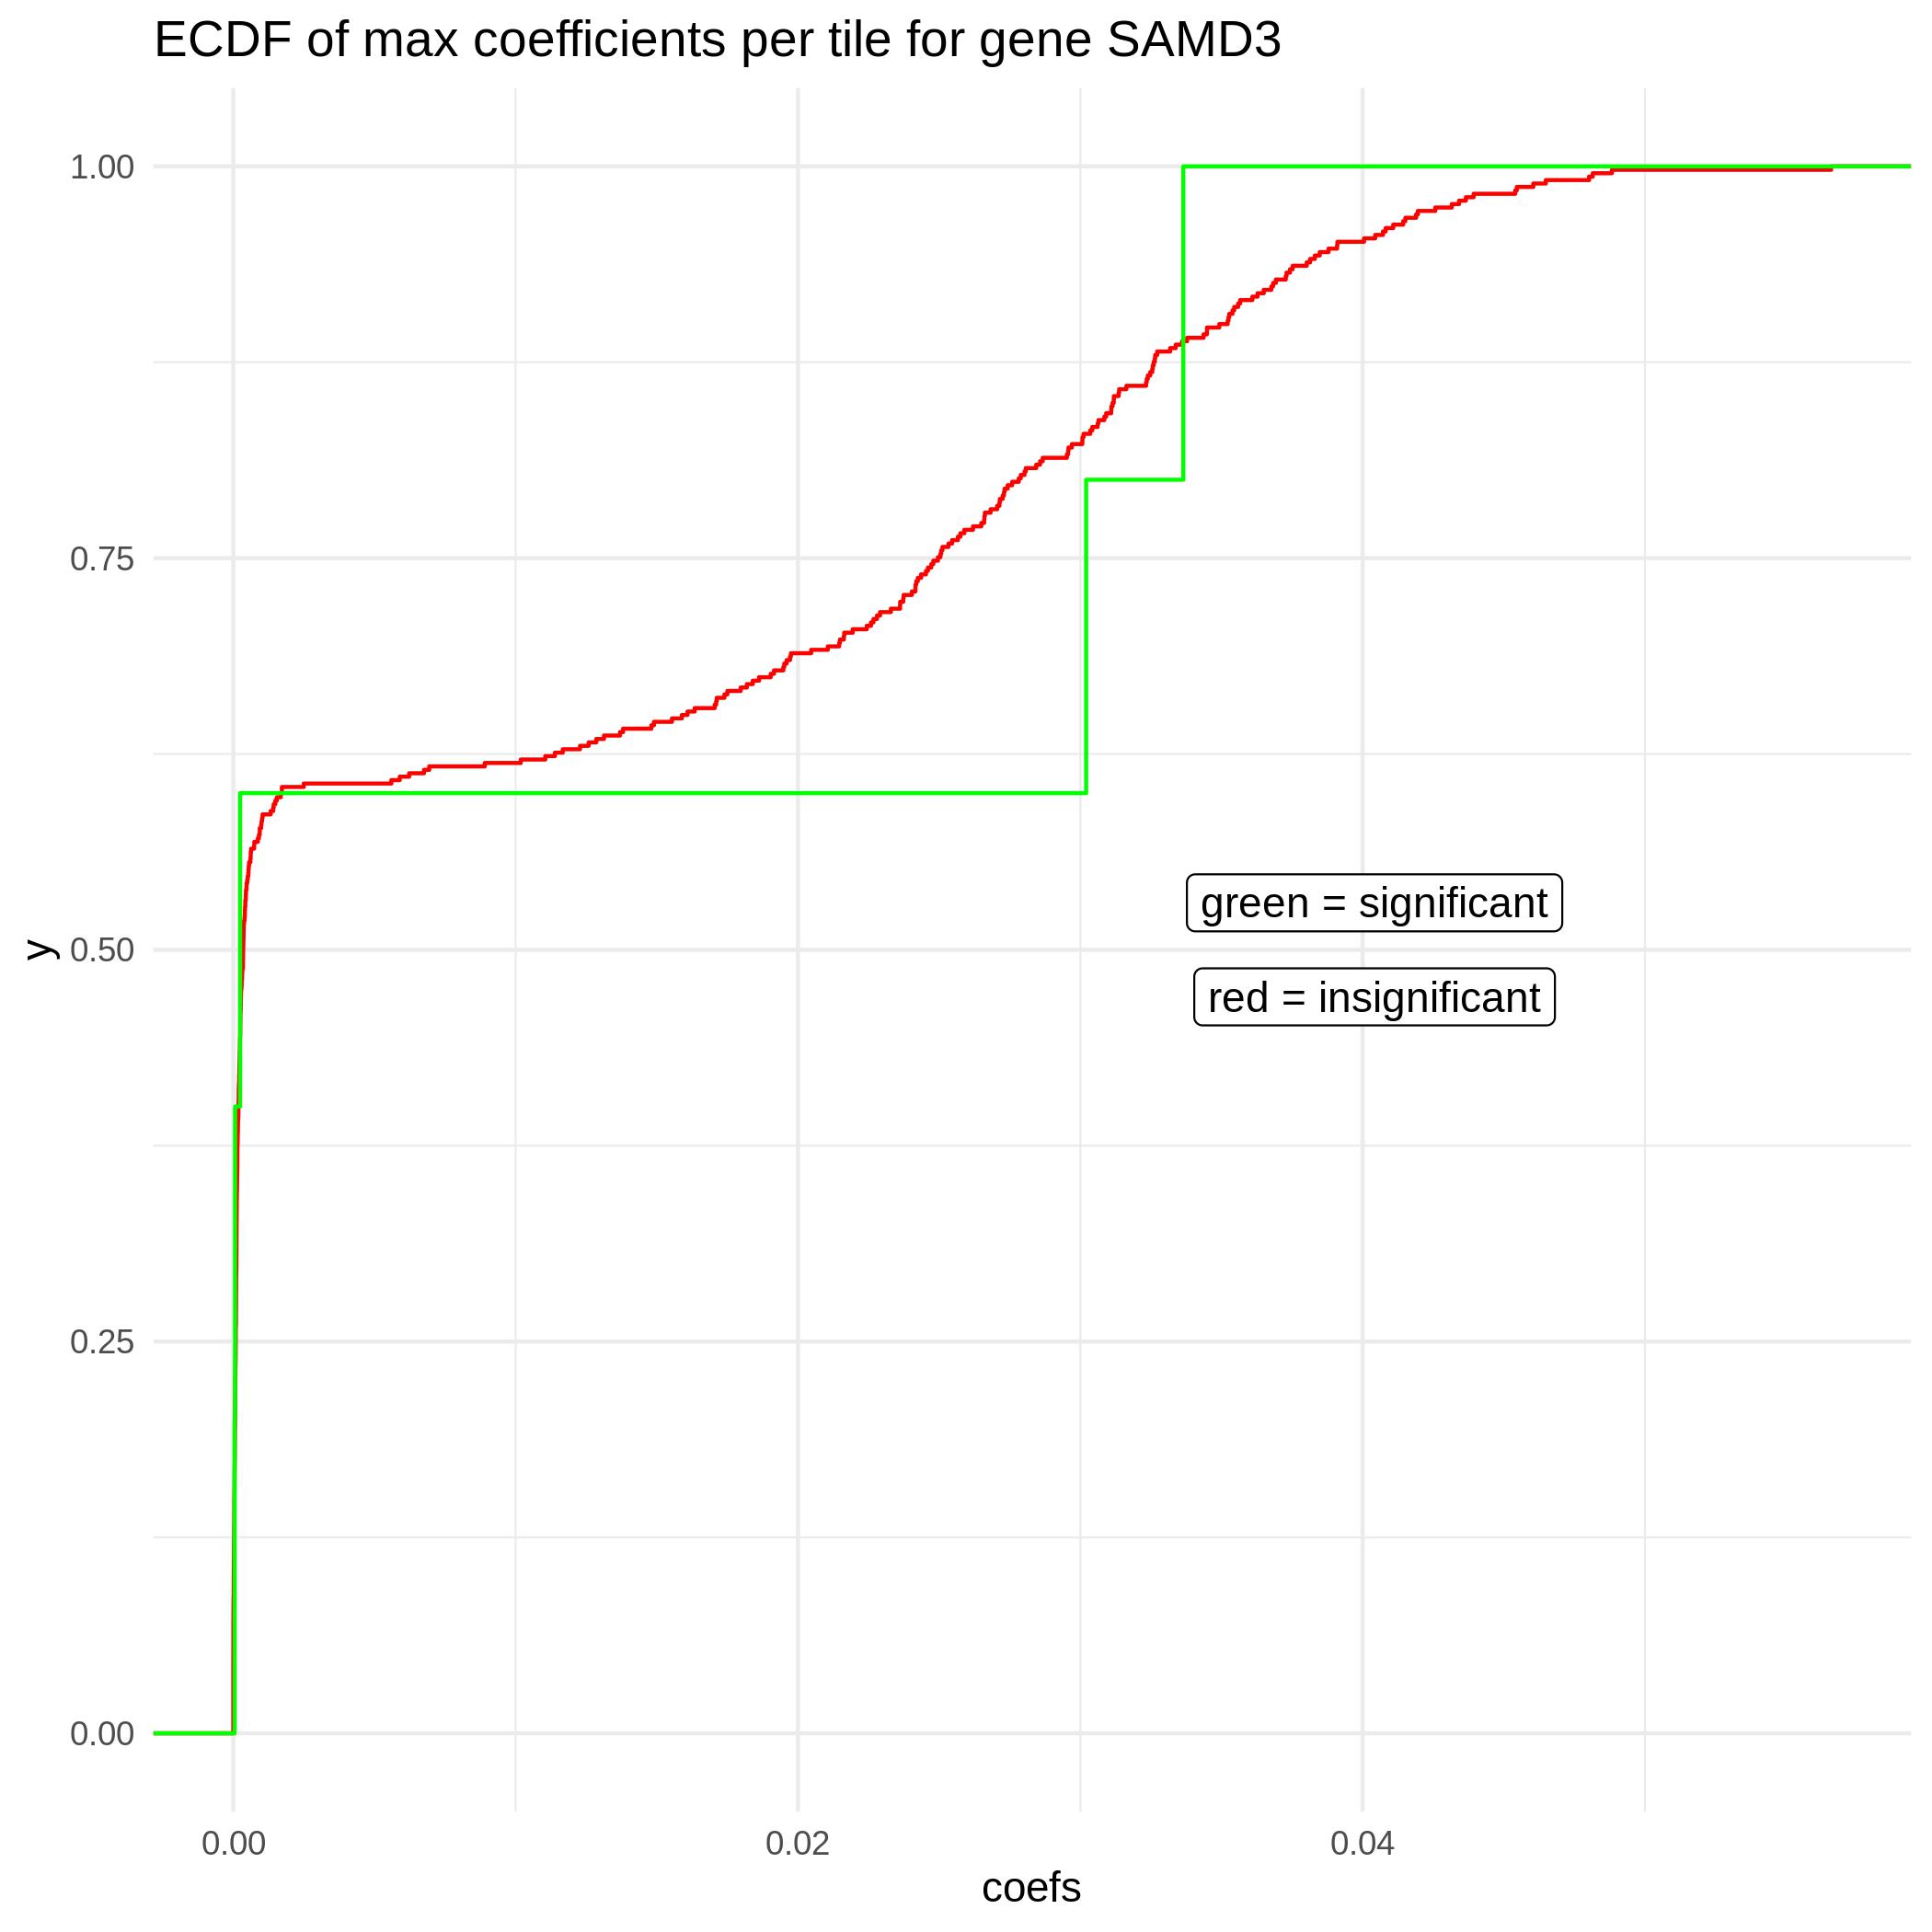 ECDF of max coefficients per tile for gene SAMD3
1.00
0.75
0.50
0.25
0.00
y
green = significant
red = insignificant
0.00
0.02
0.04
coefs